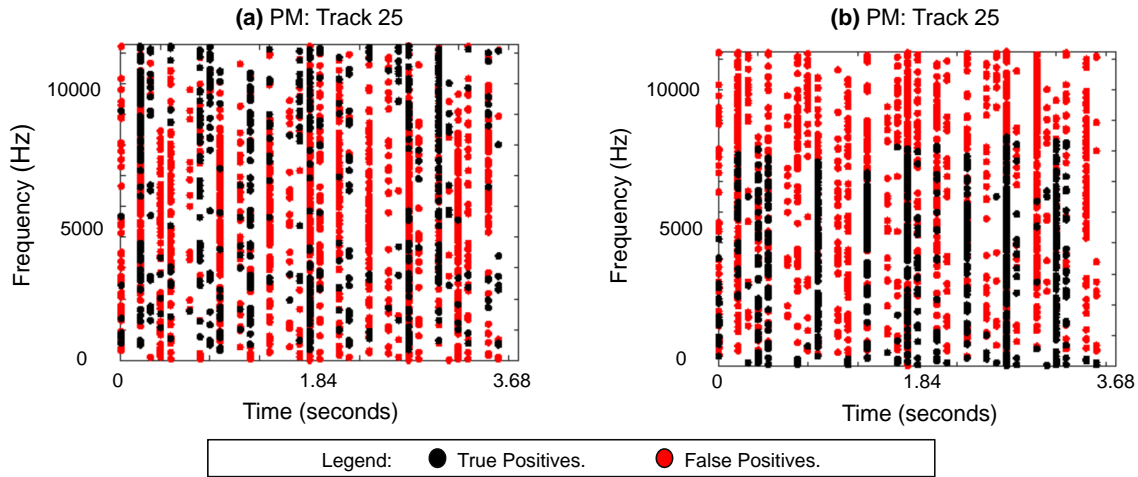 (a) PM: Track 25
10000
5000
0
Frequency (Hz)
0 1.84 3.68
Time (seconds)
(b) PM: Track 25
10000
5000
0
Frequency (Hz)
0 1.84 3.68
Time (seconds)
Legend: True Positives. False Positives.